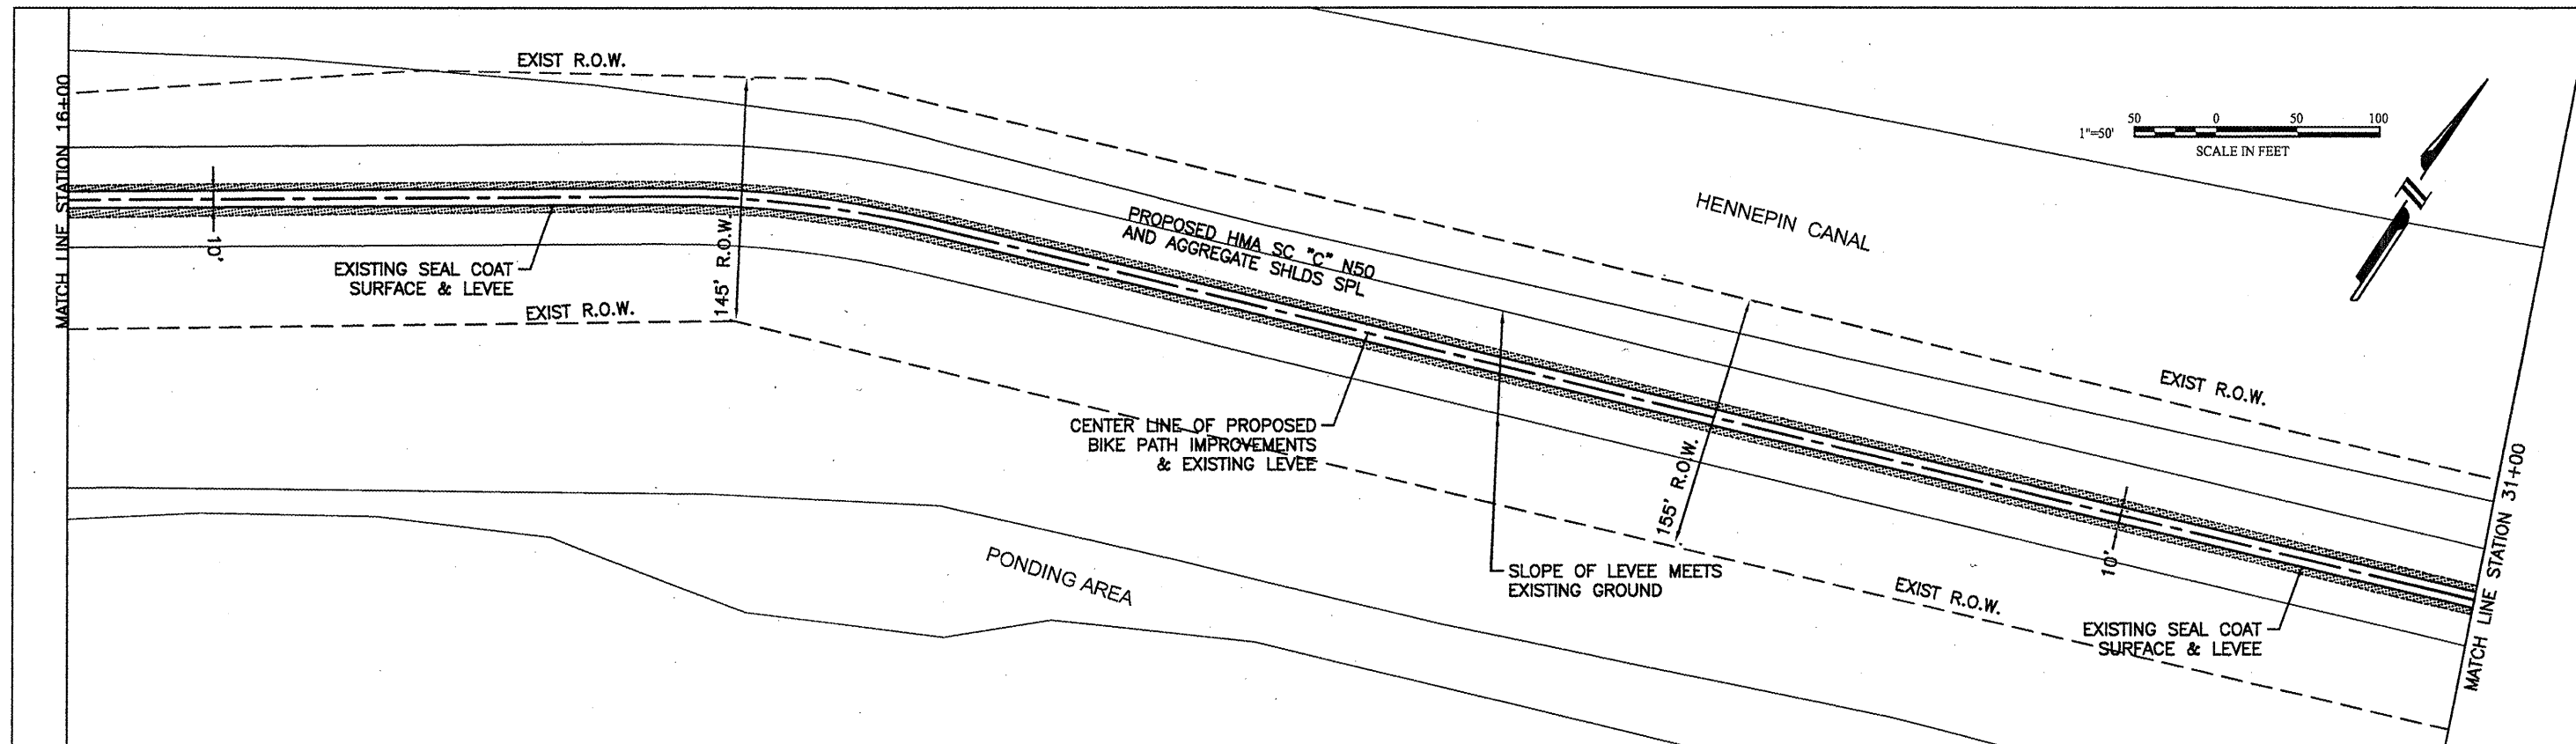 MATCH LINE STATION 16+00
EXIST R.O.W.
10'
EXISTING SEAL COAT
SURFACE & LEVEE
EXIST R.O.W.
145' R.O.W.
PROPOSED HMA SC "C" N50
AND AGGREGATE SHLDS SPL
HENNEPIN CANAL
1"=50'
50 0 50 100
SCALE IN FEET
N
CENTER LINE OF PROPOSED
BIKE PATH IMPROVEMENTS
& EXISTING LEVEE
PONDING AREA
SLOPE OF LEVEE MEETS
EXISTING GROUND
155' R.O.W.
EXIST R.O.W.
10'
EXIST R.O.W.
EXISTING SEAL COAT
SURFACE & LEVEE
MATCH LINE STATION 31+00